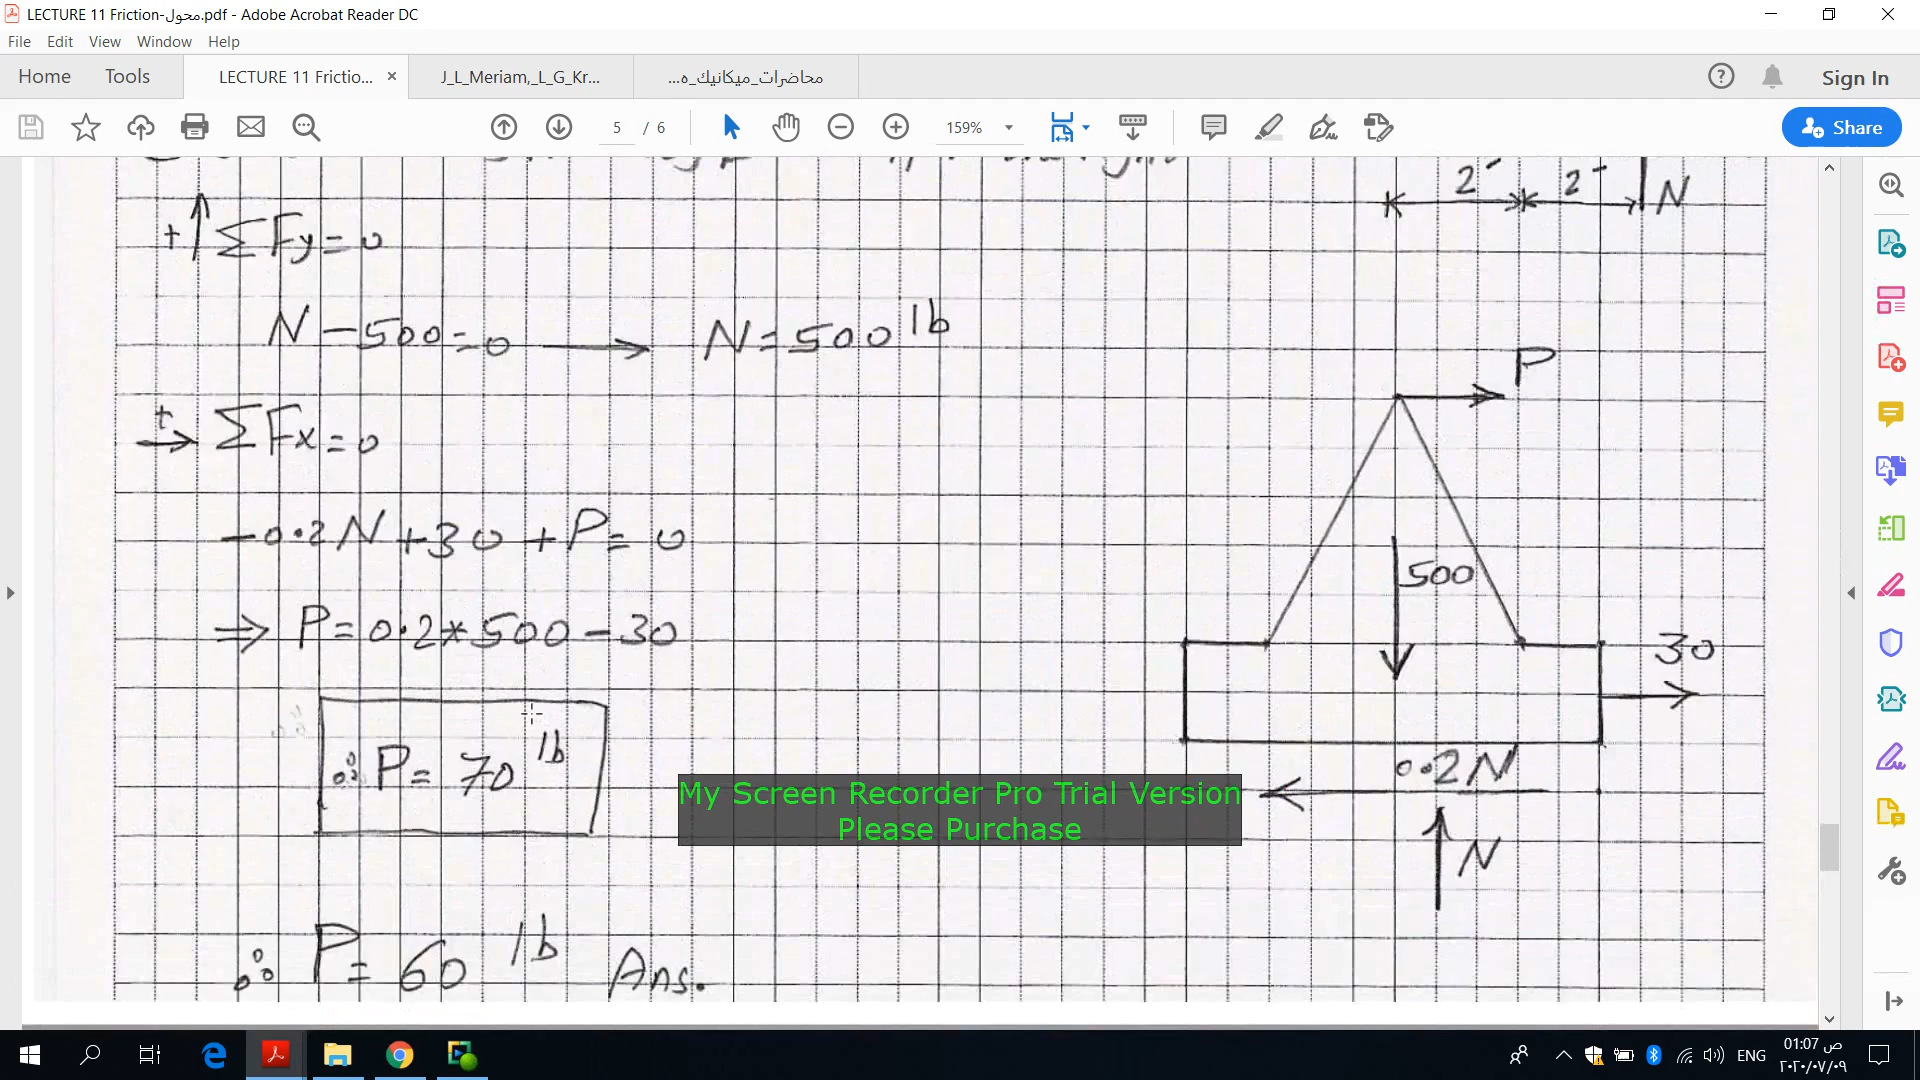 LECTURE 11 Friction-محول.pdf - Adobe Acrobat Reader DC
File Edit View Window Help
Home Tools LECTURE 11 Frictio... × J_L_Meriam,_L_G_Kr... محاضرات_ميكانيك_ه... Sign In
5 / 6 159% Share
2' 2' N
+ ΣFy=0
N-500=0 → N=500 lb
P
+ → ΣFx=0
-0.2N+30+P=0
500
⇒ P=0.2*500-30
30
∴ P= 70 lb
0.2N
My Screen Recorder Pro Trial Version
Please Purchase
N
∴ P= 60 lb Ans.
ENG 01:07 ص
٢٠٢٠/٠٧/٠٩